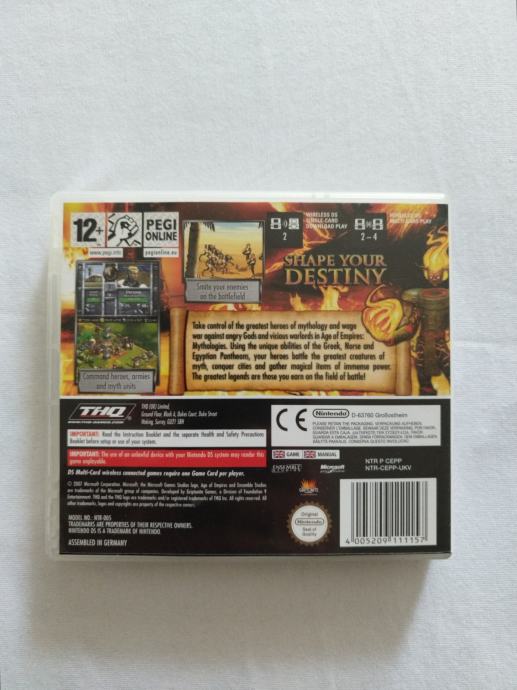 12+
PEGI
ONLINE
www.pegi.info
pegionline.eu
WIRELESS DS
SINGLE-CARD
DOWNLOAD PLAY
2
WIRELESS DS
MULTI-CARD PLAY
2 – 4
Smite your enemies
on the battlefield
SHAPE YOUR
DESTINY
Command heroes, armies
and myth units
Take control of the greatest heroes of mythology and wage
war against angry Gods and vicious warlords in Age of Empires:
Mythologies. Using the unique abilities of the Greek, Norse and
Egyptian Pantheons, your heroes battle the greatest creatures of
myth, conquer cities and gather magical items of immense power.
The greatest legends are those you earn on the field of battle!
THQ
THQ (UK) Limited,
Ground Floor, Block A, Dukes Court, Duke Street
Woking, Surrey. GU21 5BH
IMPORTANT: Read the Instruction Booklet and the separate Health and Safety Precautions
Booklet before setup or use of your system.
IMPORTANT: The use of an unlawful device with your Nintendo DS system may render this
game unplayable.
DS Multi-Card wireless connected games require one Game Card per player.
© 2007 Microsoft Corporation. Microsoft, the Microsoft Game Studios logo, Age of Empires and Ensemble Studios
are trademarks of the Microsoft group of companies. Developed by Griptonite Games, a Division of Foundation 9
Entertainment. THQ and the THQ logo are trademarks and/or registered trademarks of THQ Inc. All Rights Reserved. All
other trademarks, logos and copyrights are property of their respective owners.
MODEL NO.: NTR-005
TRADEMARKS ARE PROPERTY OF THEIR RESPECTIVE OWNERS.
NINTENDO DS IS A TRADEMARK OF NINTENDO.
ASSEMBLED IN GERMANY
CE
Nintendo
D-63760 Großostheim
PLEASE RETAIN THE PACKAGING.
GAME
MANUAL
ENSEMBLE
STUDIOS
Microsoft
NTR P CEPP
NTR-CEPP-UKV
Original
Nintendo
Seal of
Quality
4 005209 111157